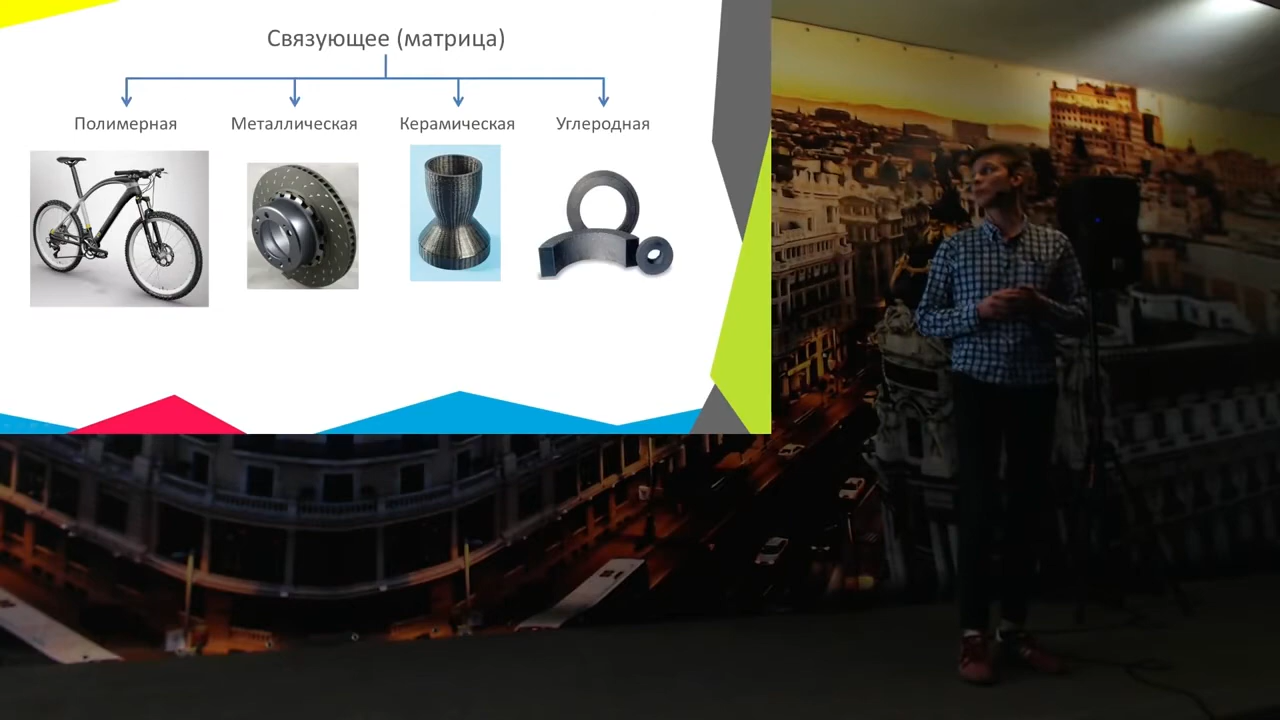 Связующее (матрица)
Полимерная
Металлическая
Керамическая
Углеродная